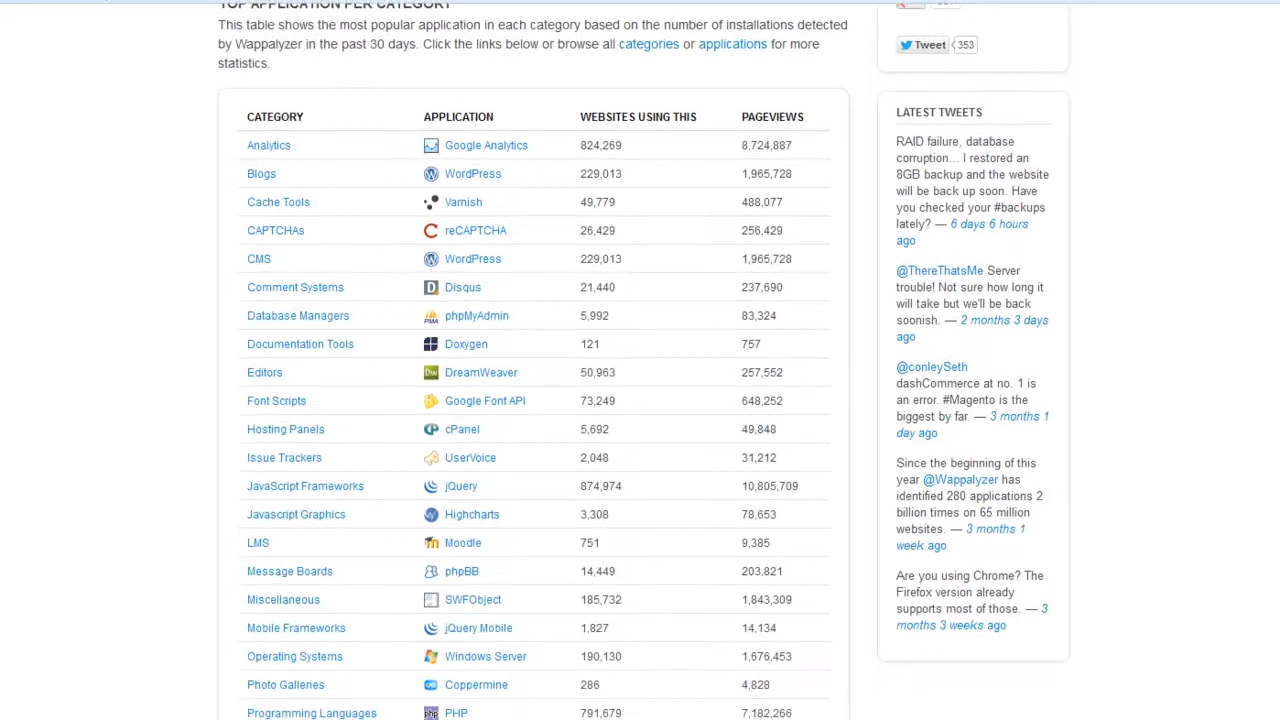 TOP APPLICATION PER CATEGORY
This table shows the most popular application in each category based on the number of installations detected
by Wappalyzer in the past 30 days. Click the links below or browse all categories or applications for more
statistics.
CATEGORY APPLICATION WEBSITES USING THIS PAGEVIEWS
Analytics Google Analytics 824,269 8,724,887
Blogs WordPress 229,013 1,965,728
Cache Tools Varnish 49,779 488,077
CAPTCHAs reCAPTCHA 26,429 256,429
CMS WordPress 229,013 1,965,728
Comment Systems Disqus 21,440 237,690
Database Managers phpMyAdmin 5,992 83,324
Documentation Tools Doxygen 121 757
Editors DreamWeaver 50,963 257,552
Font Scripts Google Font API 73,249 648,252
Hosting Panels cPanel 5,692 49,848
Issue Trackers UserVoice 2,048 31,212
JavaScript Frameworks jQuery 874,974 10,805,709
Javascript Graphics Highcharts 3,308 78,653
LMS Moodle 751 9,385
Message Boards phpBB 14,449 203,821
Miscellaneous SWFObject 185,732 1,843,309
Mobile Frameworks jQuery Mobile 1,827 14,134
Operating Systems Windows Server 190,130 1,676,453
Photo Galleries Coppermine 286 4,828
Programming Languages php PHP 791,679 7,182,266
Tweet 353
LATEST TWEETS
RAID failure, database
corruption... I restored an
8GB backup and the website
will be back up soon. Have
you checked your #backups
lately? — 6 days 6 hours
ago
@ThereThatsMe Server
trouble! Not sure how long it
will take but we'll be back
soonish. — 2 months 3 days
ago
@conleySeth
dashCommerce at no. 1 is
an error. #Magento is the
biggest by far. — 3 months 1
day ago
Since the beginning of this
year @Wappalyzer has
identified 280 applications 2
billion times on 65 million
websites. — 3 months 1
week ago
Are you using Chrome? The
Firefox version already
supports most of those. — 3
months 3 weeks ago